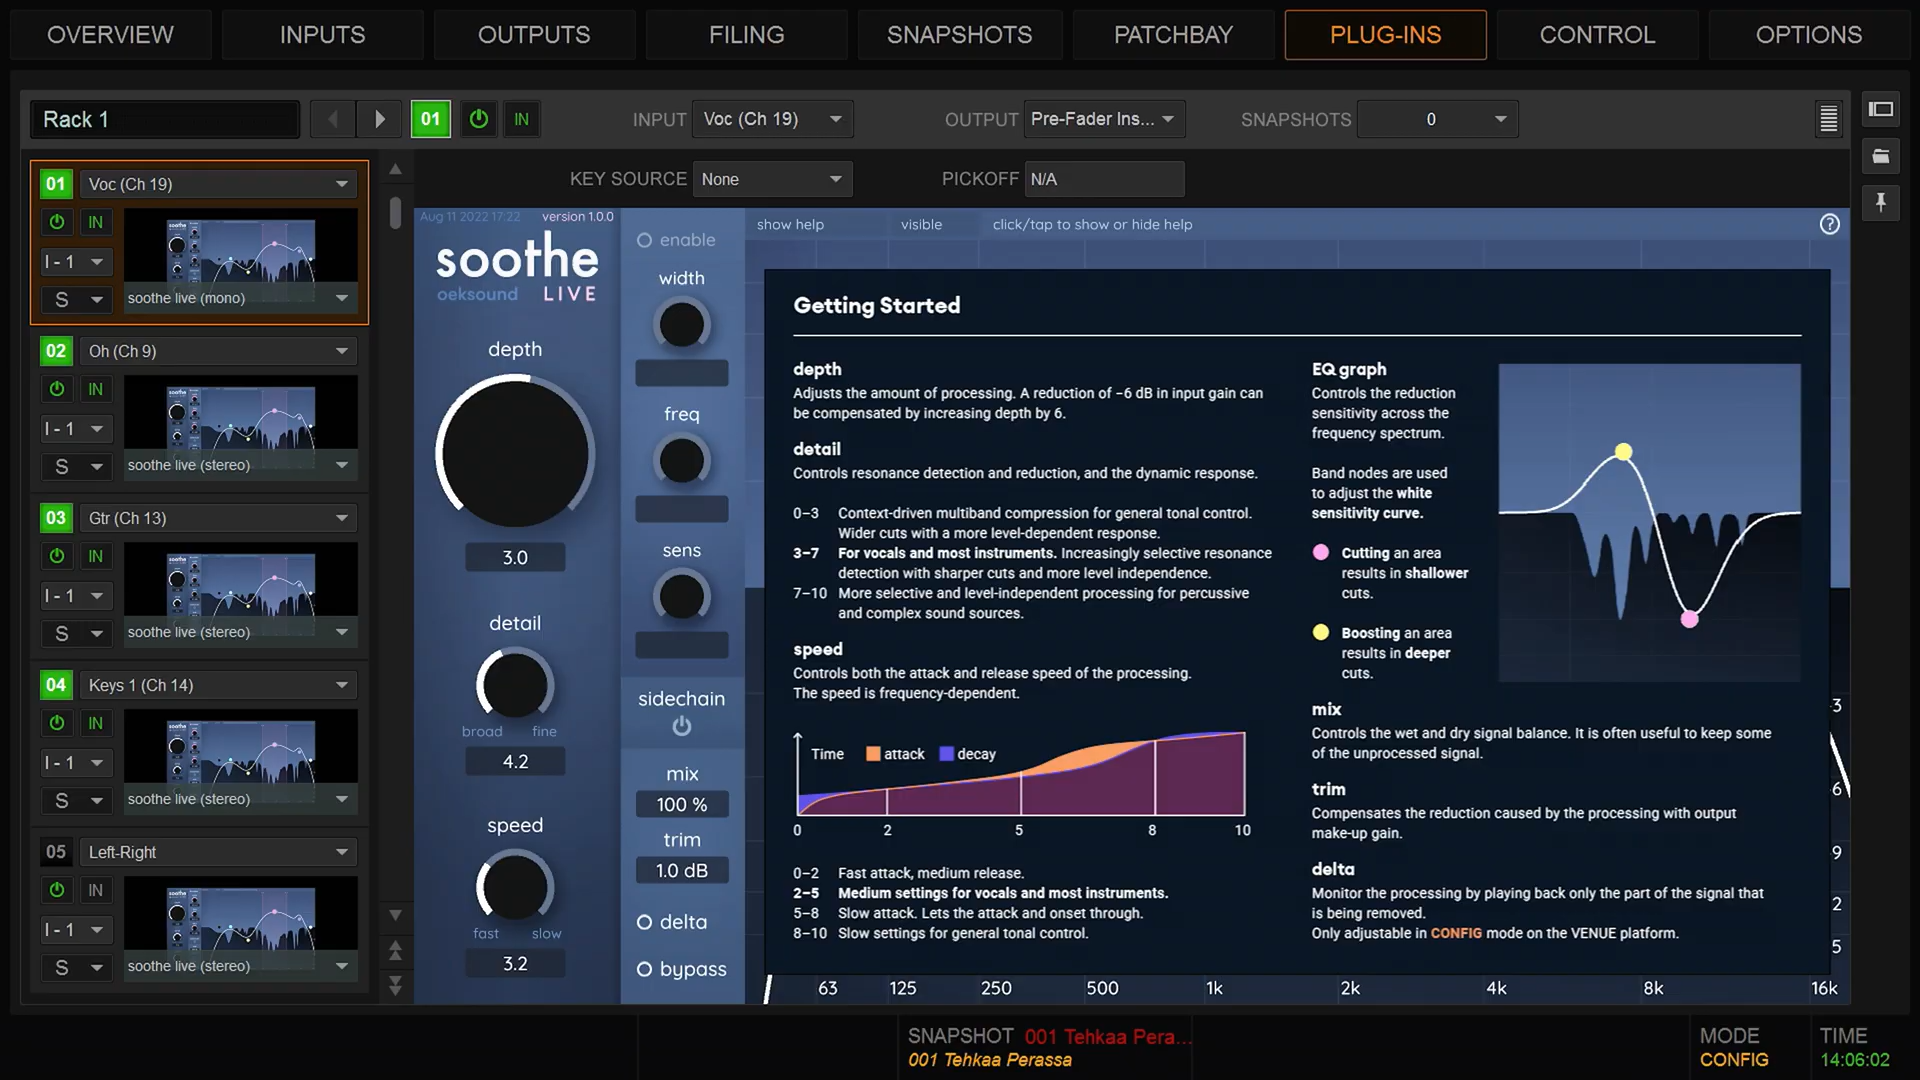 OVERVIEW INPUTS OUTPUTS FILING SNAPSHOTS PATCHBAY PLUG-INS CONTROL OPTIONS
Rack 1 01 IN INPUT Voc (Ch 19) OUTPUT Pre-Fader Ins... SNAPSHOTS 0
KEY SOURCE None PICKOFF N/A
01 Voc (Ch 19)
IN
I - 1
S soothe live (mono)
02 Oh (Ch 9)
IN
I - 1
S soothe live (stereo)
03 Gtr (Ch 13)
IN
I - 1
S soothe live (stereo)
04 Keys 1 (Ch 14)
IN
I - 1
S soothe live (stereo)
05 Left-Right
IN
I - 1
S soothe live (stereo)
Aug 11 2022 17:22 version 1.0.0
soothe
oeksound LIVE
depth
3.0
detail
broad fine
4.2
speed
fast slow
3.2
enable
width
freq
sens
sidechain
mix
100 %
trim
1.0 dB
delta
bypass
show help visible click/tap to show or hide help ?
Getting Started
depth
Adjusts the amount of processing. A reduction of −6 dB in input gain can
be compensated by increasing depth by 6.
detail
Controls resonance detection and reduction, and the dynamic response.
0–3 Context-driven multiband compression for general tonal control.
Wider cuts with a more level-dependent response.
3–7 For vocals and most instruments. Increasingly selective resonance
detection with sharper cuts and more level independence.
7–10 More selective and level-independent processing for percussive
and complex sound sources.
speed
Controls both the attack and release speed of the processing.
The speed is frequency-dependent.
Time attack decay
0 2 5 8 10
0–2 Fast attack, medium release.
2–5 Medium settings for vocals and most instruments.
5–8 Slow attack. Lets the attack and onset through.
8–10 Slow settings for general tonal control.
EQ graph
Controls the reduction
sensitivity across the
frequency spectrum.
Band nodes are used
to adjust the white
sensitivity curve.
Cutting an area
results in shallower
cuts.
Boosting an area
results in deeper
cuts.
mix
Controls the wet and dry signal balance. It is often useful to keep some
of the unprocessed signal.
trim
Compensates the reduction caused by the processing with output
make-up gain.
delta
Monitor the processing by playing back only the part of the signal that
is being removed.
Only adjustable in CONFIG mode on the VENUE platform.
3
6
9
2
5
63 125 250 500 1k 2k 4k 8k 16k
SNAPSHOT 001 Tehkaa Pera...
001 Tehkaa Perassa
MODE
CONFIG
TIME
14:06:02